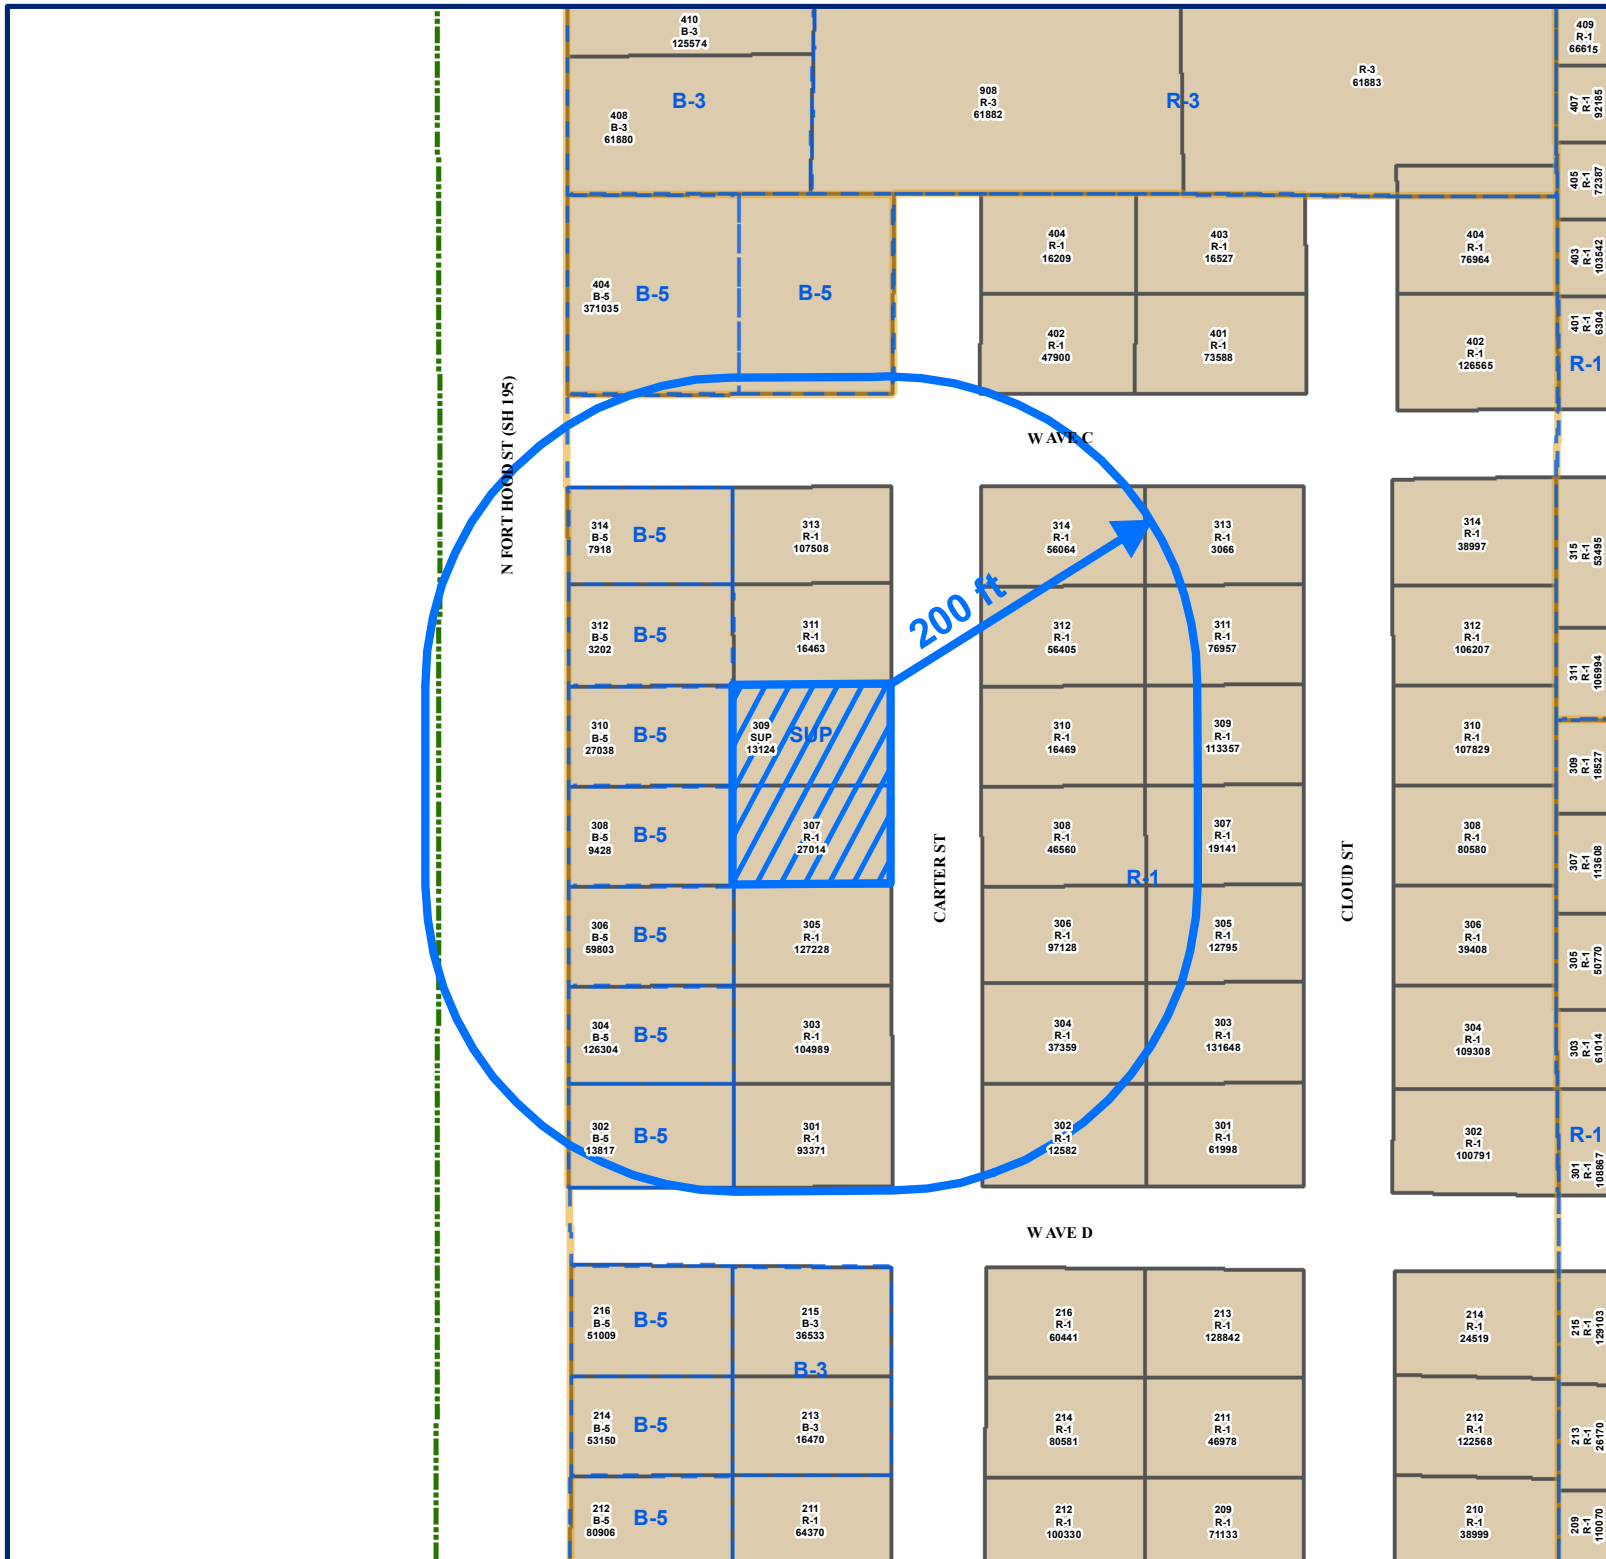 410
B-3
125574
B-3
408
B-3
61880
908
R-3
61882
R-3
R-3
61883
409
R-1
66615
407
R-1
92185
405
R-1
72387
404
B-5
371035
B-5
B-5
404
R-1
16209
403
R-1
16527
404
R-1
76964
403
R-1
103542
402
R-1
47900
401
R-1
73588
402
R-1
126565
401
R-1
6304
R-1
N FORT HOOD ST (SH 195)
W AVE C
314
B-5
7918
B-5
313
R-1
107508
314
R-1
56064
313
R-1
3066
314
R-1
38997
315
R-1
53495
200 ft
312
B-5
3202
B-5
311
R-1
16463
312
R-1
56405
311
R-1
76957
312
R-1
106207
311
R-1
106994
310
B-5
27038
B-5
309
SUP
13124
SUP
310
R-1
16469
309
R-1
113357
310
R-1
107829
309
R-1
18527
308
B-5
9428
B-5
307
R-1
27014
CARTER ST
308
R-1
46560
307
R-1
19141
R-1
CLOUD ST
308
R-1
80580
307
R-1
113608
306
B-5
59803
B-5
305
R-1
127228
306
R-1
97128
305
R-1
12795
306
R-1
39408
305
R-1
50770
304
B-5
126304
B-5
303
R-1
104989
304
R-1
37359
303
R-1
131648
304
R-1
109308
303
R-1
61014
302
B-5
13817
B-5
301
R-1
93371
302
R-1
12582
301
R-1
61998
302
R-1
100791
R-1
301
R-1
108867
W AVE D
216
B-5
51009
B-5
215
B-3
36533
B-3
216
R-1
60441
213
R-1
128842
214
R-1
24519
215
R-1
129103
214
B-5
53150
B-5
213
B-3
16470
214
R-1
80581
211
R-1
46978
212
R-1
122568
213
R-1
26170
212
B-5
80906
B-5
211
R-1
64370
212
R-1
100330
209
R-1
71133
210
R-1
38999
209
R-1
110070